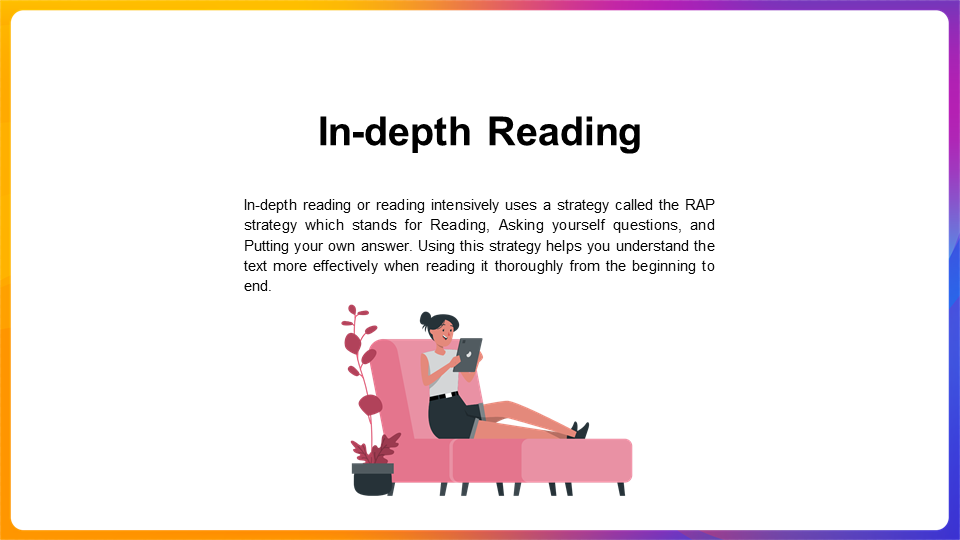 In-depth Reading
In-depth reading or reading intensively uses a strategy called the RAP
strategy which stands for Reading, Asking yourself questions, and
Putting your own answer. Using this strategy helps you understand the
text more effectively when reading it thoroughly from the beginning to
end.